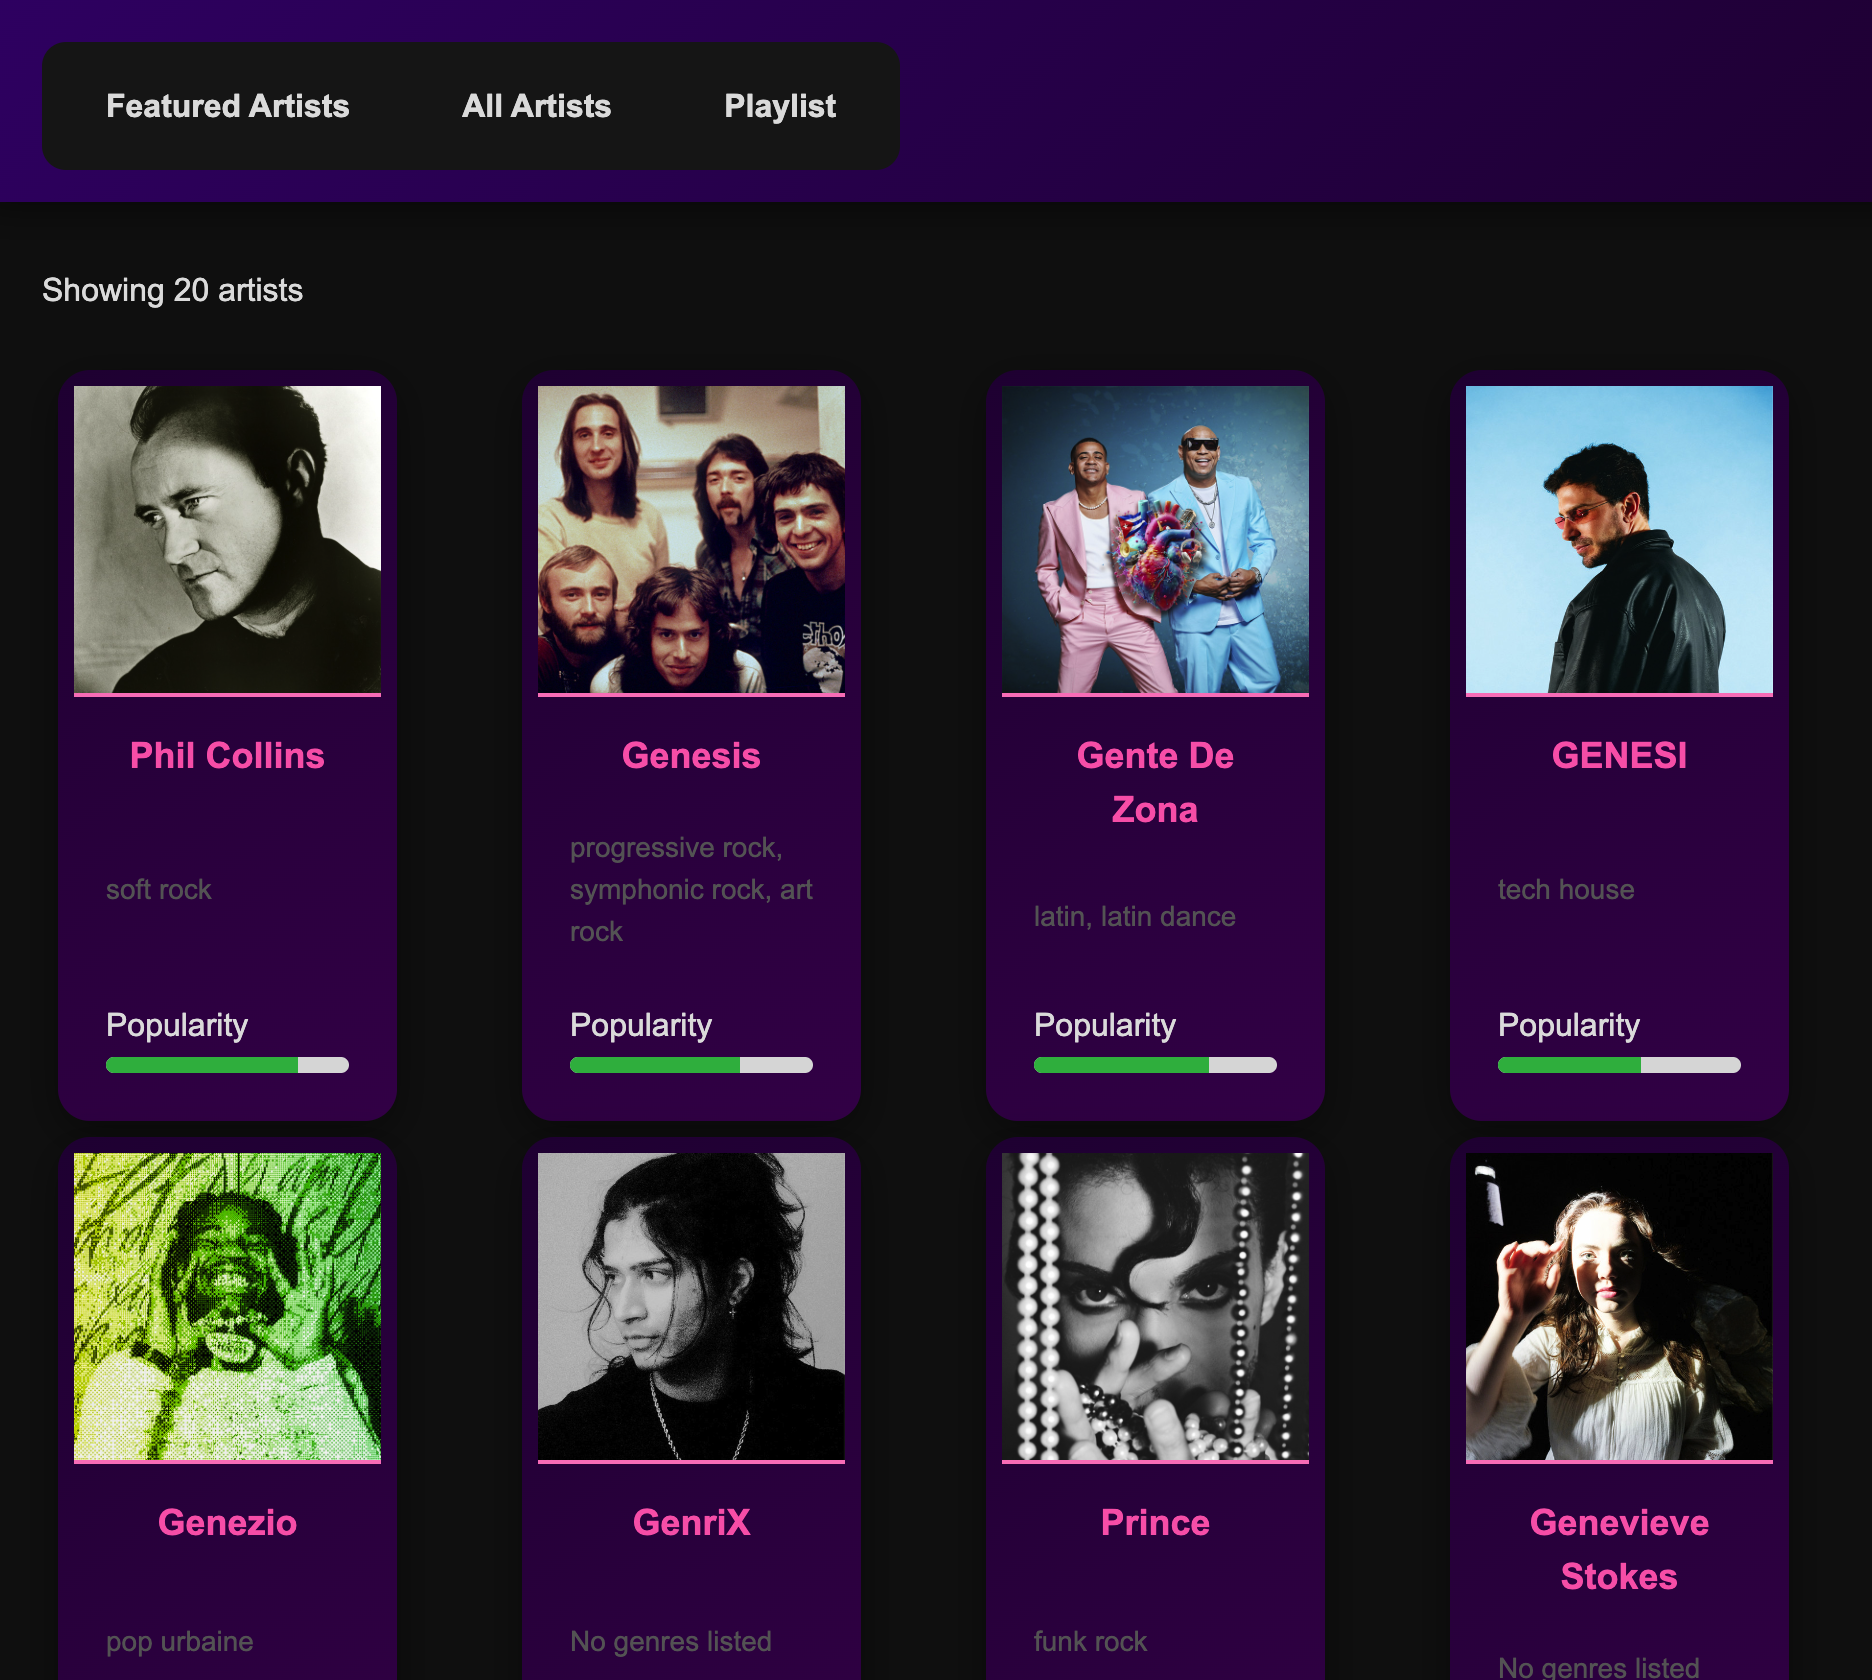 Featured Artists
All Artists
Playlist
Showing 20 artists
Phil Collins
soft rock
Popularity
Genesis
progressive rock,
symphonic rock, art
rock
Popularity
Gente De
Zona
latin, latin dance
Popularity
GENESI
tech house
Popularity
Genezio
pop urbaine
GenriX
No genres listed
Prince
funk rock
Genevieve
Stokes
No genres listed